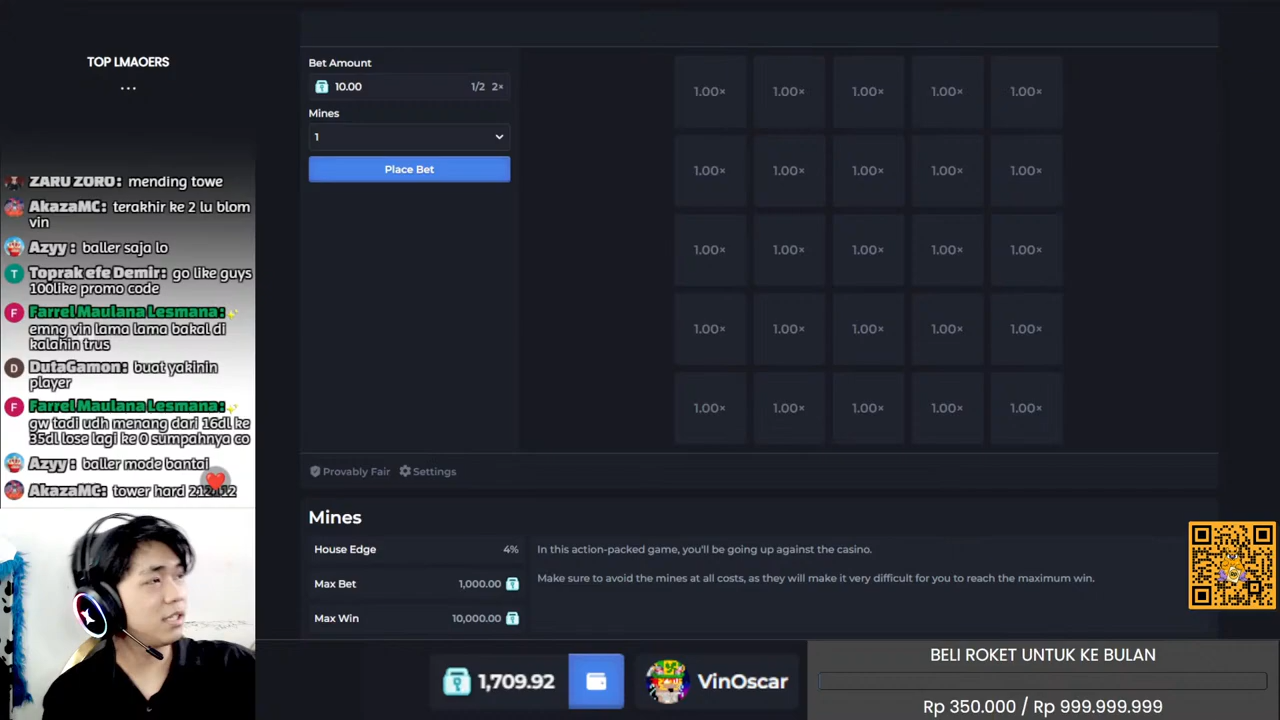 TOP LMAOERS
...
ZARU ZORO: mending towe
AkazaMC: terakhir ke 2 lu blom
vin
Azyy: baller saja lo
T Toprak efe Demir: go like guys
100like promo code
F Farrel Maulana Lesmana:
emng vin lama lama bakal di
kalahin trus
D DutaGamon: buat yakinin
player
F Farrel Maulana Lesmana:
gw tadi udh menang dari 16dl ke
35dl lose lagi ke 0 sumpahnya co
Azyy: baller mode bantai
AkazaMC: tower hard
Bet Amount
10.00 1/2 2×
Mines
1
Place Bet
1.00× 1.00× 1.00× 1.00× 1.00×
1.00× 1.00× 1.00× 1.00× 1.00×
1.00× 1.00× 1.00× 1.00× 1.00×
1.00× 1.00× 1.00× 1.00× 1.00×
1.00× 1.00× 1.00× 1.00× 1.00×
Provably Fair Settings
Mines
House Edge 4%
Max Bet 1,000.00
Max Win 10,000.00
In this action-packed game, you'll be going up against the casino.
Make sure to avoid the mines at all costs, as they will make it very difficult for you to reach the maximum win.
1,709.92
VinOscar
BELI ROKET UNTUK KE BULAN
Rp 350.000 / Rp 999.999.999